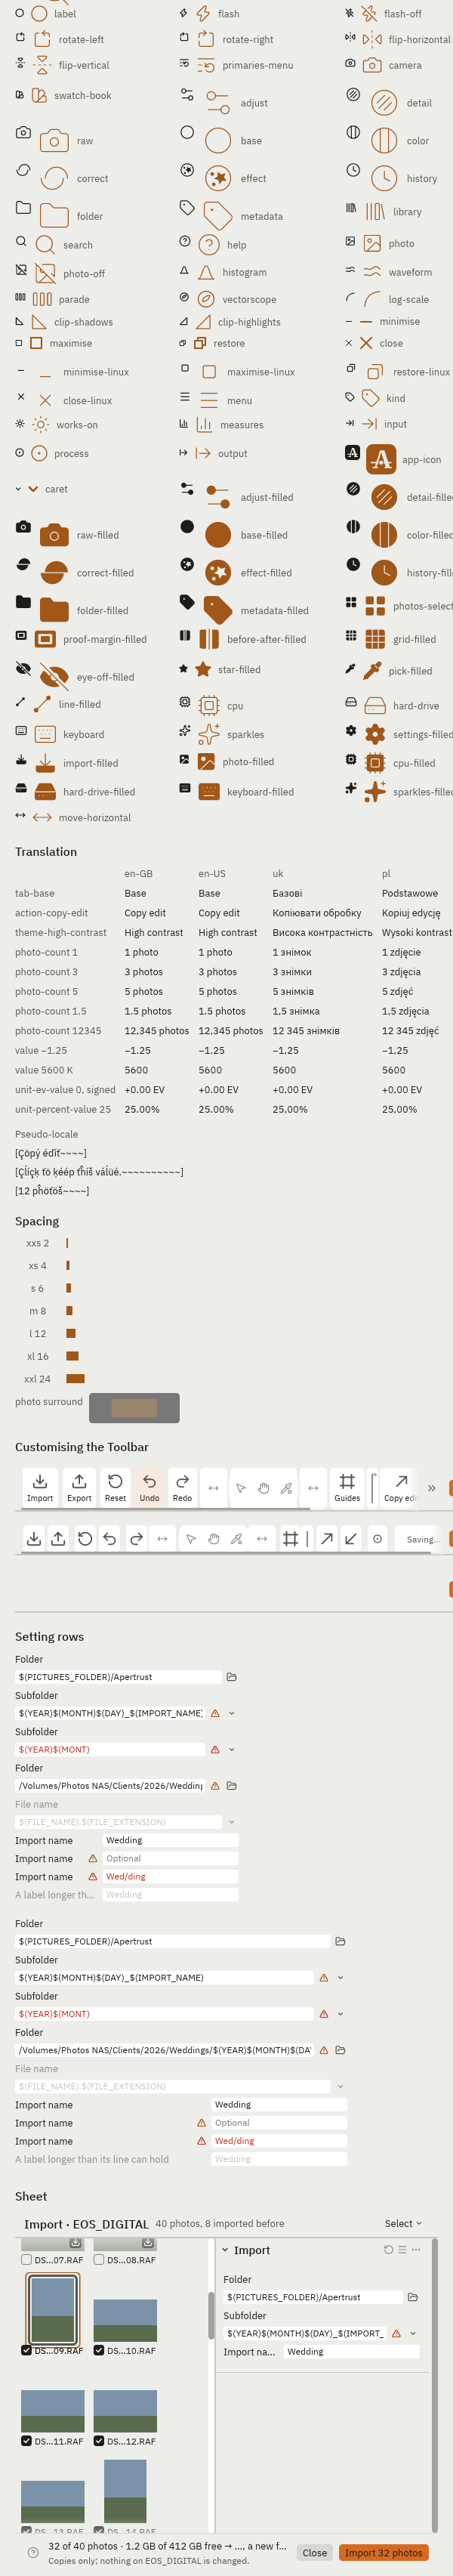 label flash flash-off
rotate-left rotate-right flip-horizontal
flip-vertical primaries-menu camera
swatch-book adjust detail
raw base color
correct effect history
folder metadata library
search help photo
photo-off histogram waveform
parade vectorscope log-scale
clip-shadows clip-highlights minimise
maximise restore close
minimise-linux maximise-linux restore-linux
close-linux menu kind
works-on measures input
process output app-icon
caret adjust-filled detail-fille
raw-filled base-filled color-filled
correct-filled effect-filled history-fill
folder-filled metadata-filled photos-select
proof-margin-filled before-after-filled grid-filled
eye-off-filled star-filled pick-filled
line-filled cpu hard-drive
keyboard sparkles settings-filled
import-filled photo-filled cpu-filled
hard-drive-filled keyboard-filled sparkles-filled
move-horizontal
Translation
en-GB en-US uk pl
tab-base Base Base Базові Podstawowe
action-copy-edit Copy edit Copy edit Копіювати обробку Kopiuj edycję
theme-high-contrast High contrast High contrast Висока контрастність Wysoki kontrast
photo-count 1 1 photo 1 photo 1 знімок 1 zdjęcie
photo-count 3 3 photos 3 photos 3 знімки 3 zdjęcia
photo-count 5 5 photos 5 photos 5 знімків 5 zdjęć
photo-count 1.5 1.5 photos 1.5 photos 1,5 знімка 1,5 zdjęcia
photo-count 12345 12,345 photos 12,345 photos 12 345 знімків 12 345 zdjęć
value −1.25 −1.25 −1.25 −1,25 −1,25
value 5600 K 5600 5600 5600 5600
unit-ev-value 0, signed +0.00 EV +0.00 EV +0,00 EV +0,00 EV
unit-percent-value 25 25.00% 25.00% 25,00% 25,00%
Pseudo-locale
[Çöpý éđîť~~~~]
[12 ƥĥöťöš~~~~]
Spacing
xxs 2
xs 4
s 6
m 8
l 12
xl 16
xxl 24
photo surround
Customising the Toolbar
Import Export Reset Undo Redo Guides Copy edi
Saving...
Setting rows
Folder
$(PICTURES_FOLDER)/Apertrust
Subfolder
$(YEAR)$(MONTH)$(DAY)_$(IMPORT_NAME)
Subfolder
$(YEAR)$(MONT)
Folder
/Volumes/Photos NAS/Clients/2026/Wedding
File name
$(FILE_NAME).$(FILE_EXTENSION)
Import name Wedding
Import name Optional
Import name Wed/ding
A label longer th... Wedding
Folder
$(PICTURES_FOLDER)/Apertrust
Subfolder
$(YEAR)$(MONTH)$(DAY)_$(IMPORT_NAME)
Subfolder
$(YEAR)$(MONT)
Folder
/Volumes/Photos NAS/Clients/2026/Weddings/$(YEAR)$(MONTH)$(DA
File name
$(FILE_NAME).$(FILE_EXTENSION)
Import name Wedding
Import name Optional
Import name Wed/ding
A label longer than its line can hold Wedding
Sheet
Import · EOS_DIGITAL 40 photos, 8 imported before Select
DS...07.RAF DS...08.RAF
DS...09.RAF DS...10.RAF
DS...11.RAF DS...12.RAF
DS...13.RAF DS...14.RAF
Import
Folder
$(PICTURES_FOLDER)/Apertrust
Subfolder
$(YEAR)$(MONTH)$(DAY)_$(IMPORT_
Import na... Wedding
32 of 40 photos · 1.2 GB of 412 GB free → ..., a new f... Close Import 32 photos
Copies only; nothing on EOS_DIGITAL is changed.